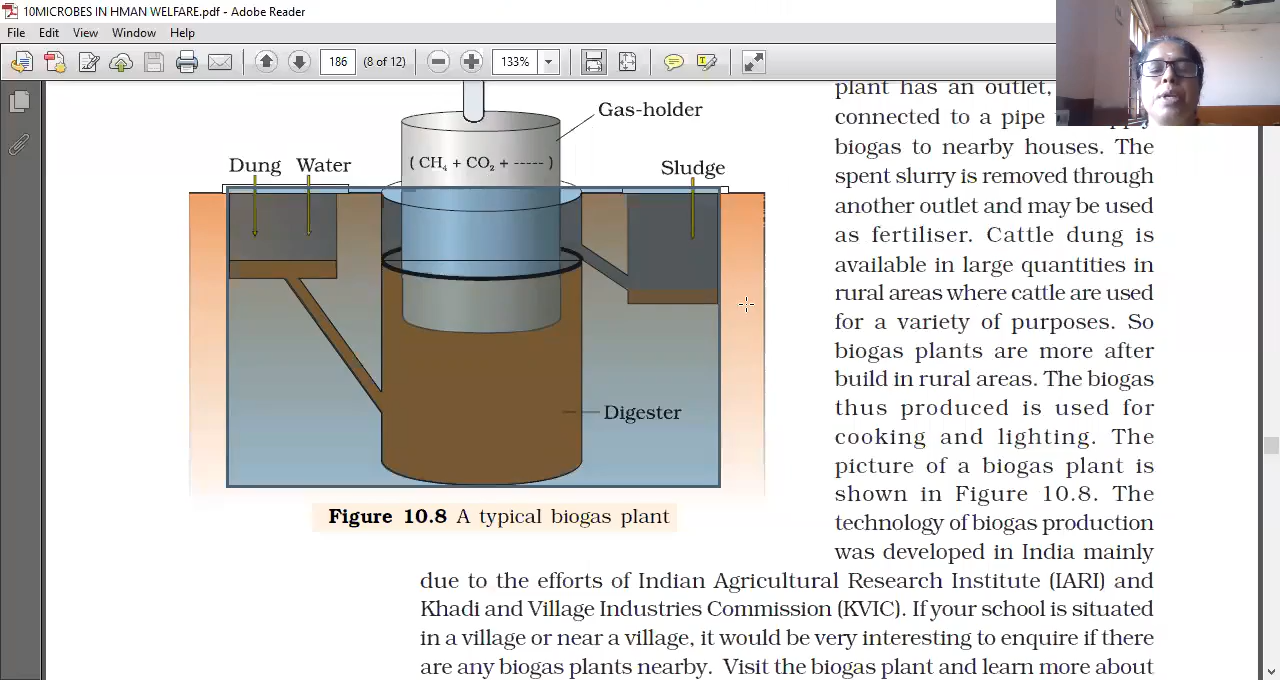 10MICROBES IN HMAN WELFARE.pdf - Adobe Reader
File Edit View Window Help
186 (8 of 12) 133%
Gas-holder
( CH4 + CO2 + ----- )
Dung Water
Sludge
Digester
Figure 10.8 A typical biogas plant
plant has an outlet,
connected to a pipe
biogas to nearby houses. The
spent slurry is removed through
another outlet and may be used
as fertiliser. Cattle dung is
available in large quantities in
rural areas where cattle are used
for a variety of purposes. So
biogas plants are more after
build in rural areas. The biogas
thus produced is used for
cooking and lighting. The
picture of a biogas plant is
shown in Figure 10.8. The
technology of biogas production
was developed in India mainly
due to the efforts of Indian Agricultural Research Institute (IARI) and
Khadi and Village Industries Commission (KVIC). If your school is situated
in a village or near a village, it would be very interesting to enquire if there
are any biogas plants nearby. Visit the biogas plant and learn more about